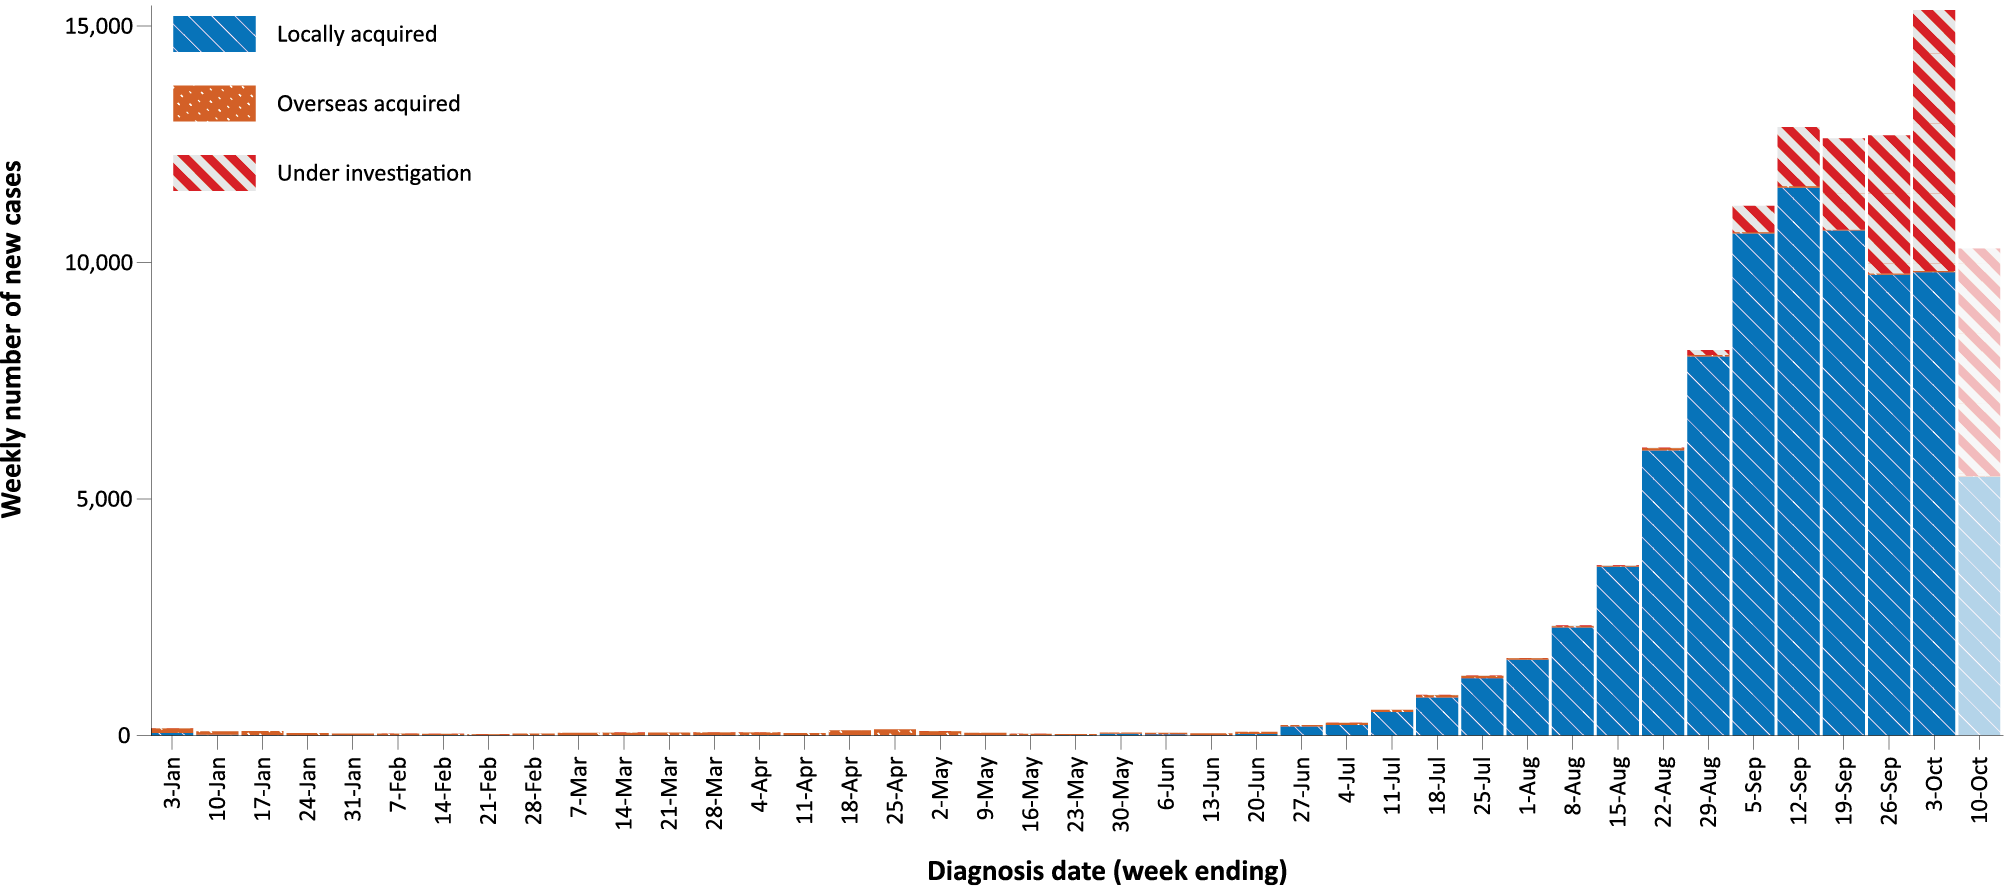 Weekly number of new cases
15,000
10,000
5,000
0
Locally acquired
Overseas acquired
Under investigation
3-Jan
10-Jan
17-Jan
24-Jan
31-Jan
7-Feb
14-Feb
21-Feb
28-Feb
7-Mar
14-Mar
21-Mar
28-Mar
4-Apr
11-Apr
18-Apr
25-Apr
2-May
9-May
16-May
23-May
30-May
6-Jun
13-Jun
20-Jun
27-Jun
4-Jul
11-Jul
18-Jul
25-Jul
1-Aug
8-Aug
15-Aug
22-Aug
29-Aug
5-Sep
12-Sep
19-Sep
26-Sep
3-Oct
10-Oct
Diagnosis date (week ending)